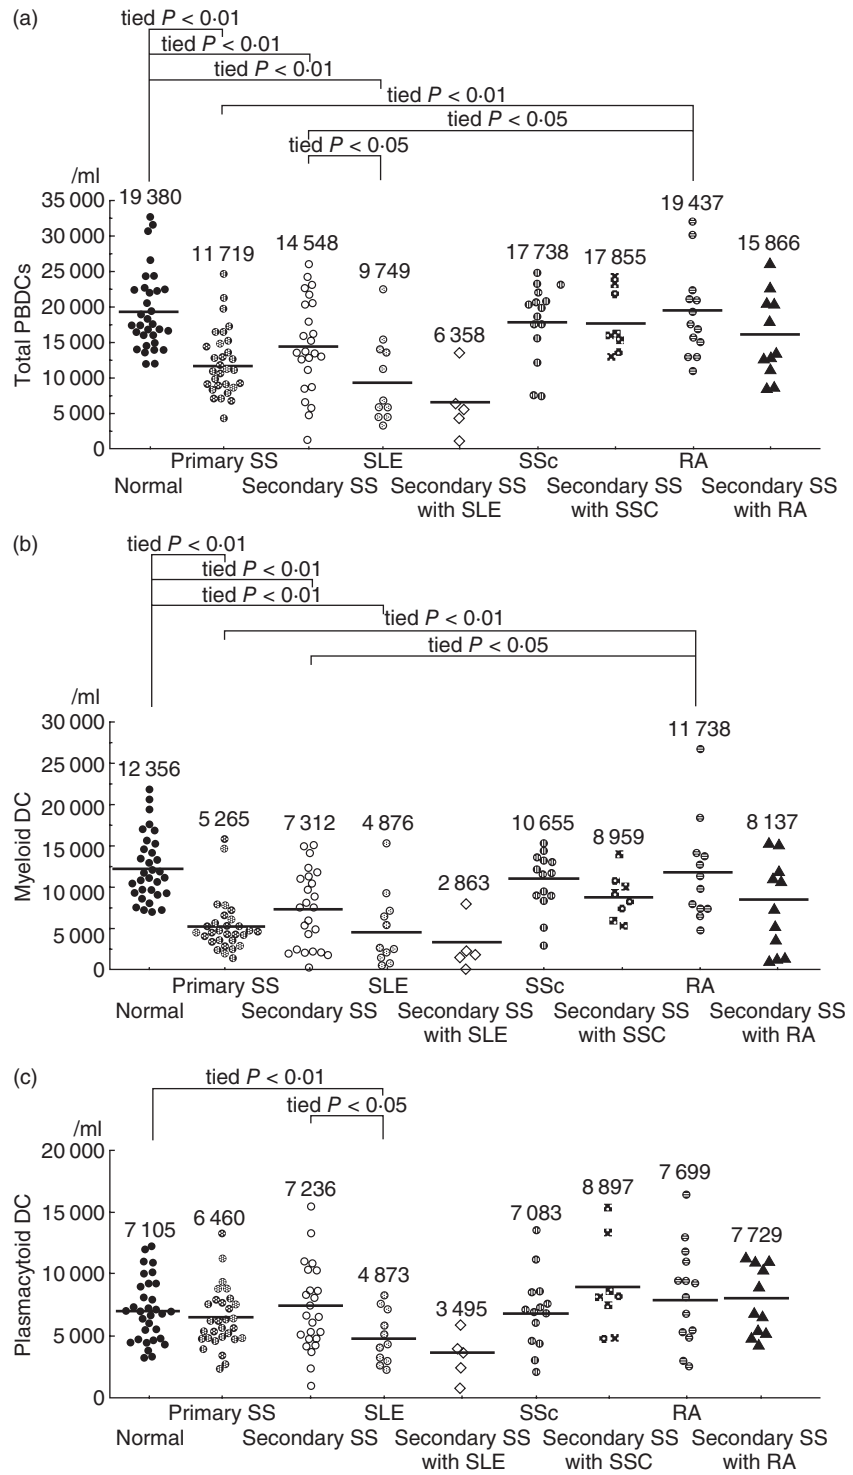 (a)
tied P < 0·01
tied P < 0·01
tied P < 0·01
tied P < 0·01
tied P < 0·05
tied P < 0·05
/ml
19 380
11 719
14 548
9 749
6 358
17 738
17 855
19 437
15 866
Total PBDCs
35 000
30 000
25 000
20 000
15 000
10 000
5 000
0
Primary SS SLE SSc RA
Normal Secondary SS Secondary SS Secondary SS Secondary SS
with SLE with SSC with RA
(b)
tied P < 0·01
tied P < 0·01
tied P < 0·01
tied P < 0·01
tied P < 0·05
/ml
12 356
5 265
7 312
4 876
2 863
10 655
8 959
11 738
8 137
Myeloid DC
30 000
25 000
20 000
15 000
10 000
5 000
0
Primary SS SLE SSc RA
Normal Secondary SS Secondary SS Secondary SS Secondary SS
with SLE with SSC with RA
(c)
tied P < 0·01
tied P < 0·05
/ml
7 105
6 460
7 236
4 873
3 495
7 083
8 897
7 699
7 729
Plasmacytoid DC
20 000
15 000
10 000
5 000
0
Primary SS SLE SSc RA
Normal Secondary SS Secondary SS Secondary SS Secondary SS
with SLE with SSC with RA